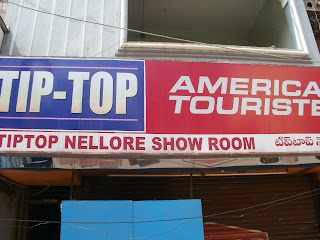 TIP-TOP
AMERICA
TOURISTE
TIPTOP NELLORE SHOW ROOM టిప్‌టాప్